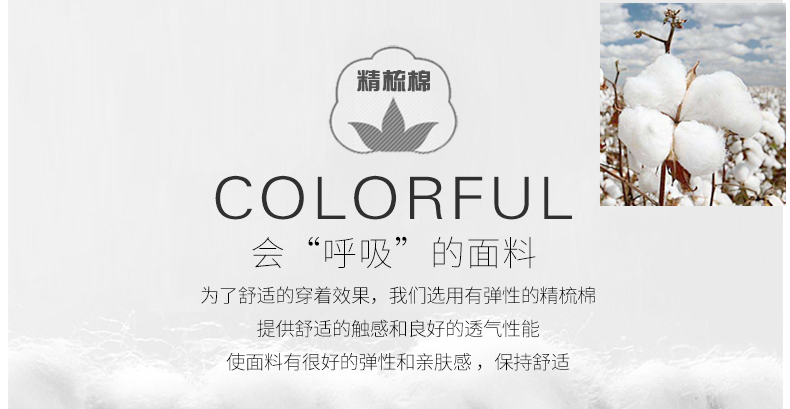 精梳棉
COLORFUL
会“呼吸”的面料
为了舒适的穿着效果，我们选用有弹性的精梳棉
提供舒适的触感和良好的透气性能
使面料有很好的弹性和亲肤感，保持舒适